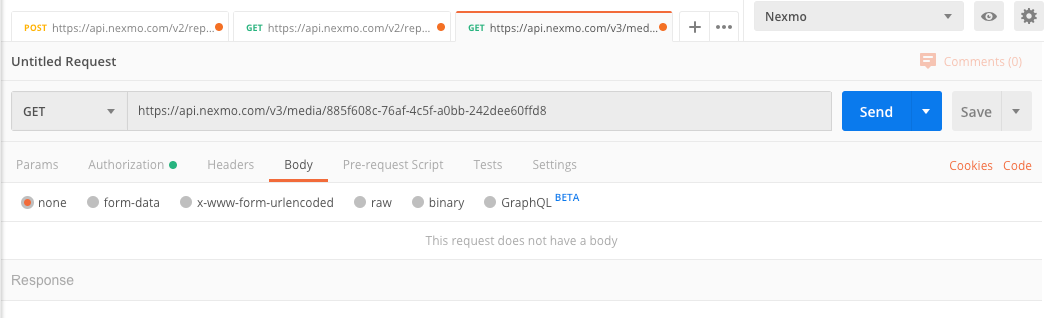 POST https://api.nexmo.com/v2/rep... GET https://api.nexmo.com/v2/rep... GET https://api.nexmo.com/v3/med... + ••• Nexmo
Untitled Request Comments (0)
GET https://api.nexmo.com/v3/media/885f608c-76af-4c5f-a0bb-242dee60ffd8 Send Save
Params Authorization Headers Body Pre-request Script Tests Settings Cookies Code
none form-data x-www-form-urlencoded raw binary GraphQL BETA
This request does not have a body
Response